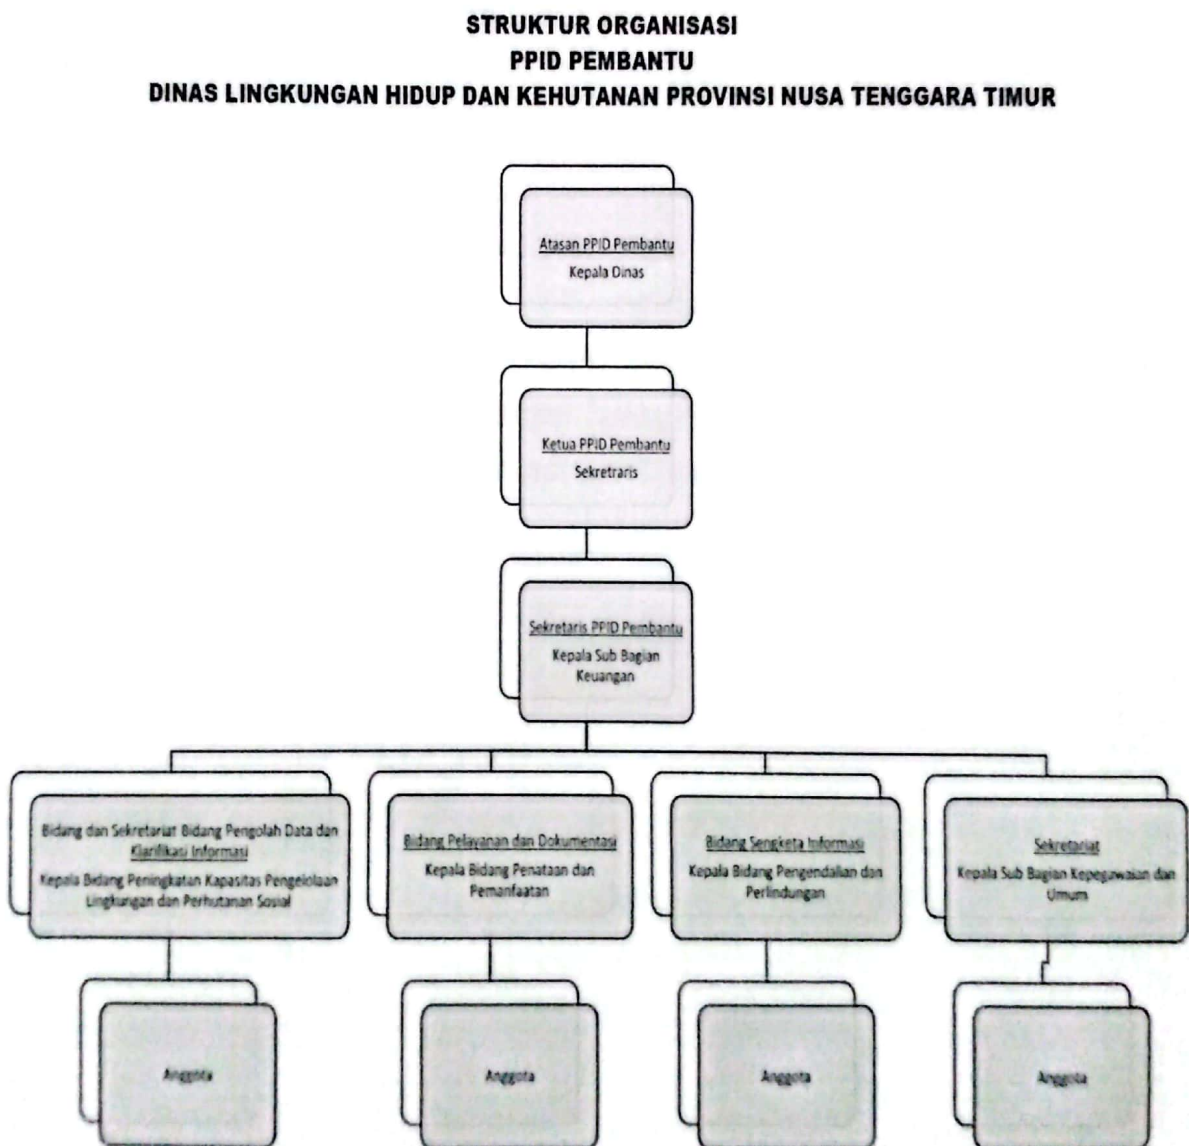 STRUKTUR ORGANISASI
PPID PEMBANTU
DINAS LINGKUNGAN HIDUP DAN KEHUTANAN PROVINSI NUSA TENGGARA TIMUR
Atasan PPID Pembantu
Kepala Dinas
Ketua PPID Pembantu
Sekretraris
Sekretaris PPID Pembantu
Kepala Sub Bagian
Keuangan
Bidang dan Sekretariat Bidang Pengolah Data dan
Klarifikasi Informasi
Kepala Bidang Peningkatan Kapasitas Pengelolaan
Lingkungan dan Perhutanan Sosial
Bidang Pelayanan dan Dokumentasi
Kepala Bidang Penataan dan
Pemanfaatan
Bidang Sengketa Informasi
Kepala Bidang Pengendalian dan
Perlindungan
Sekretariat
Kepala Sub Bagian Kepegawaian dan
Umum
Anggota
Anggota
Anggota
Anggota